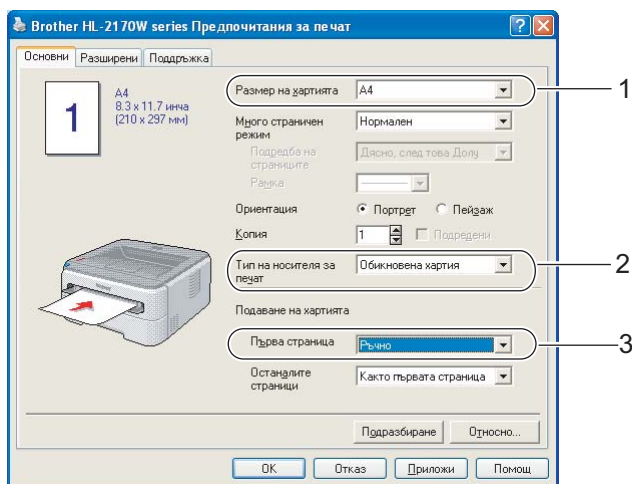 Brother HL-2170W series Предпочитания за печат
Основни Разширени Поддръжка
1
A4
8.3 x 11.7 инча
(210 x 297 мм)
Размер на хартията A4
1
Много страничен режим Нормален
Подредба на страниците Дясно, след това Долу
Рамка
Ориентация Портрет Пейзаж
Копия 1 Подредени
Тип на носителя за печат Обикновена хартия
2
Подаване на хартията
Първа страница Ръчно
3
Останалите страници Както първата страница
Подразбиране Относно...
OK Отказ Приложи Помощ